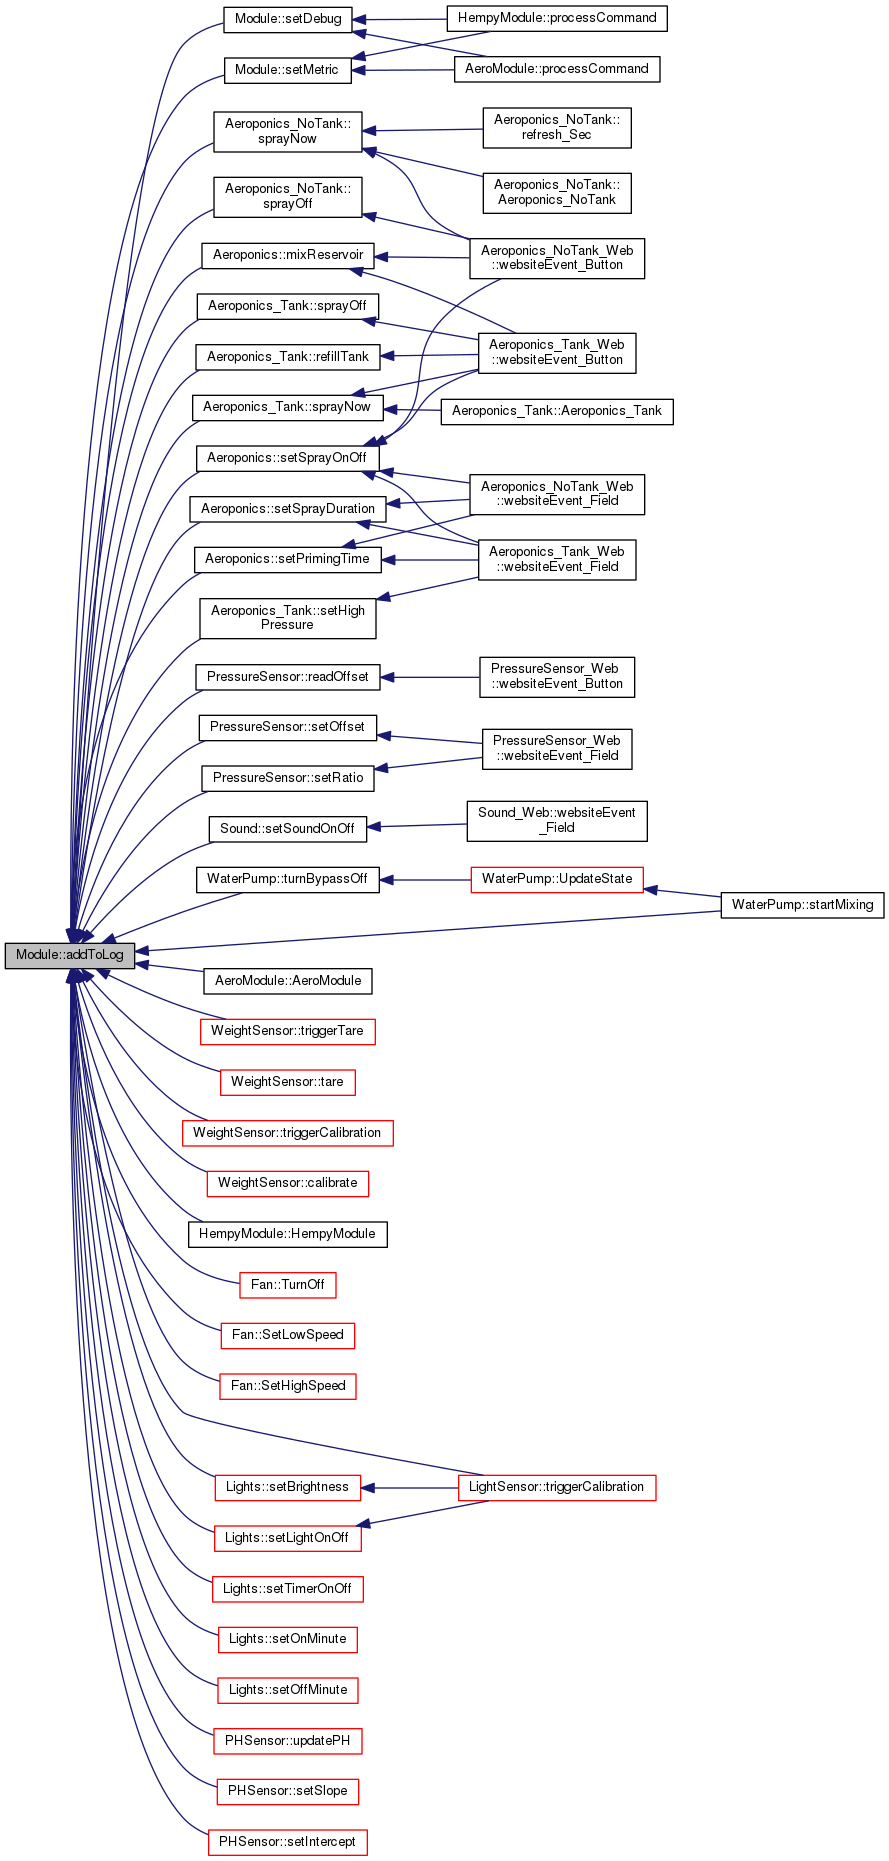 Module::setDebug
HempyModule::processCommand
Module::setMetric
AeroModule::processCommand
Aeroponics_NoTank::
sprayNow
Aeroponics_NoTank::
refresh_Sec
Aeroponics_NoTank::
Aeroponics_NoTank
Aeroponics_NoTank::
sprayOff
Aeroponics::mixReservoir
Aeroponics_NoTank_Web
::websiteEvent_Button
Aeroponics_Tank::sprayOff
Aeroponics_Tank_Web
::websiteEvent_Button
Aeroponics_Tank::refillTank
Aeroponics_Tank::sprayNow
Aeroponics_Tank::Aeroponics_Tank
Aeroponics::setSprayOnOff
Aeroponics_NoTank_Web
::websiteEvent_Field
Aeroponics::setSprayDuration
Aeroponics::setPrimingTime
Aeroponics_Tank_Web
::websiteEvent_Field
Aeroponics_Tank::setHigh
Pressure
PressureSensor::readOffset
PressureSensor_Web
::websiteEvent_Button
PressureSensor::setOffset
PressureSensor_Web
::websiteEvent_Field
PressureSensor::setRatio
Sound::setSoundOnOff
Sound_Web::websiteEvent
_Field
WaterPump::turnBypassOff
WaterPump::UpdateState
WaterPump::startMixing
Module::addToLog
AeroModule::AeroModule
WeightSensor::triggerTare
WeightSensor::tare
WeightSensor::triggerCalibration
WeightSensor::calibrate
HempyModule::HempyModule
Fan::TurnOff
Fan::SetLowSpeed
Fan::SetHighSpeed
Lights::setBrightness
LightSensor::triggerCalibration
Lights::setLightOnOff
Lights::setTimerOnOff
Lights::setOnMinute
Lights::setOffMinute
PHSensor::updatePH
PHSensor::setSlope
PHSensor::setIntercept